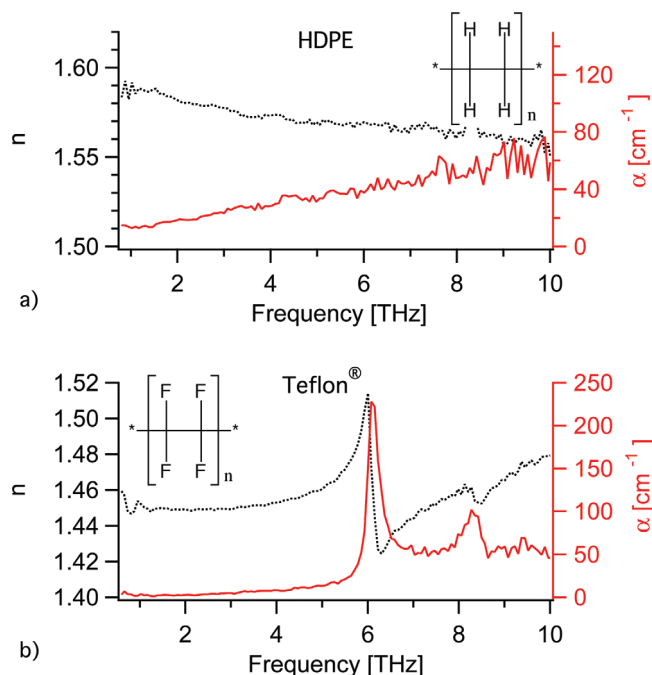 HDPE
H H
* *
H H
n
1.60
1.55
1.50
n
120
80
40
0
α [cm⁻¹]
2 4 6 8 10
Frequency [THz]
a)
Teflon®
F F
* *
F F
n
1.52
1.50
1.48
1.46
1.44
1.42
1.40
n
250
200
150
100
50
0
α [cm⁻¹]
2 4 6 8 10
Frequency [THz]
b)